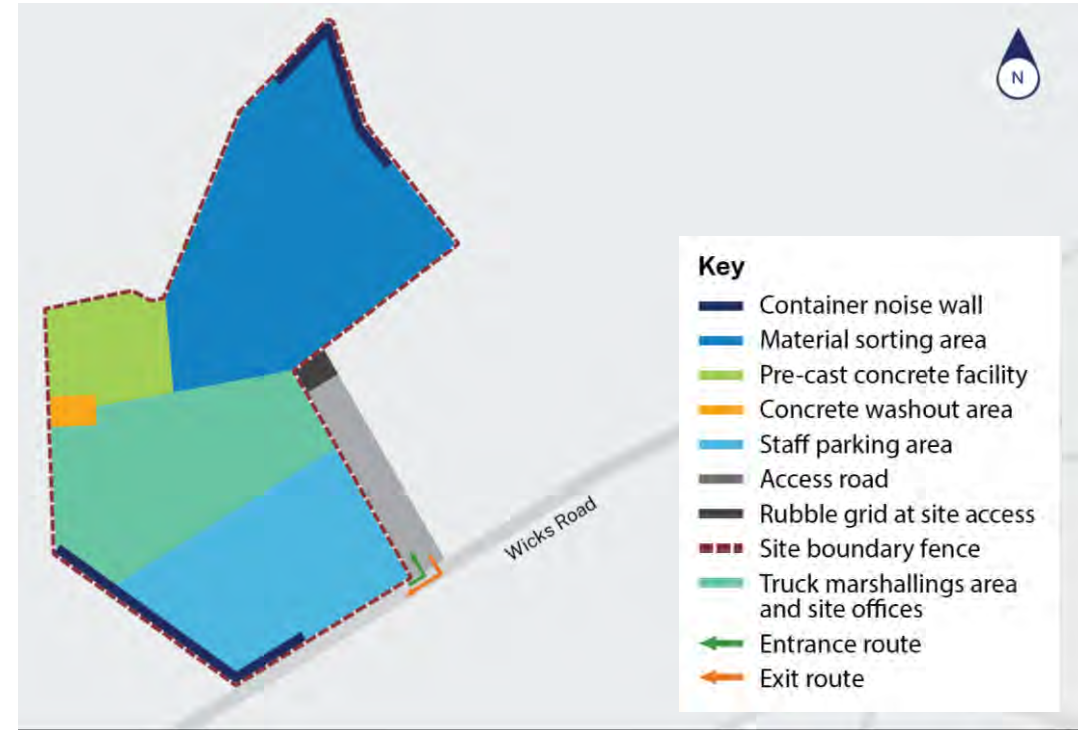 N
Key
Container noise wall
Material sorting area
Pre-cast concrete facility
Concrete washout area
Staff parking area
Access road
Rubble grid at site access
Site boundary fence
Truck marshallings area
and site offices
Entrance route
Exit route
Wicks Road